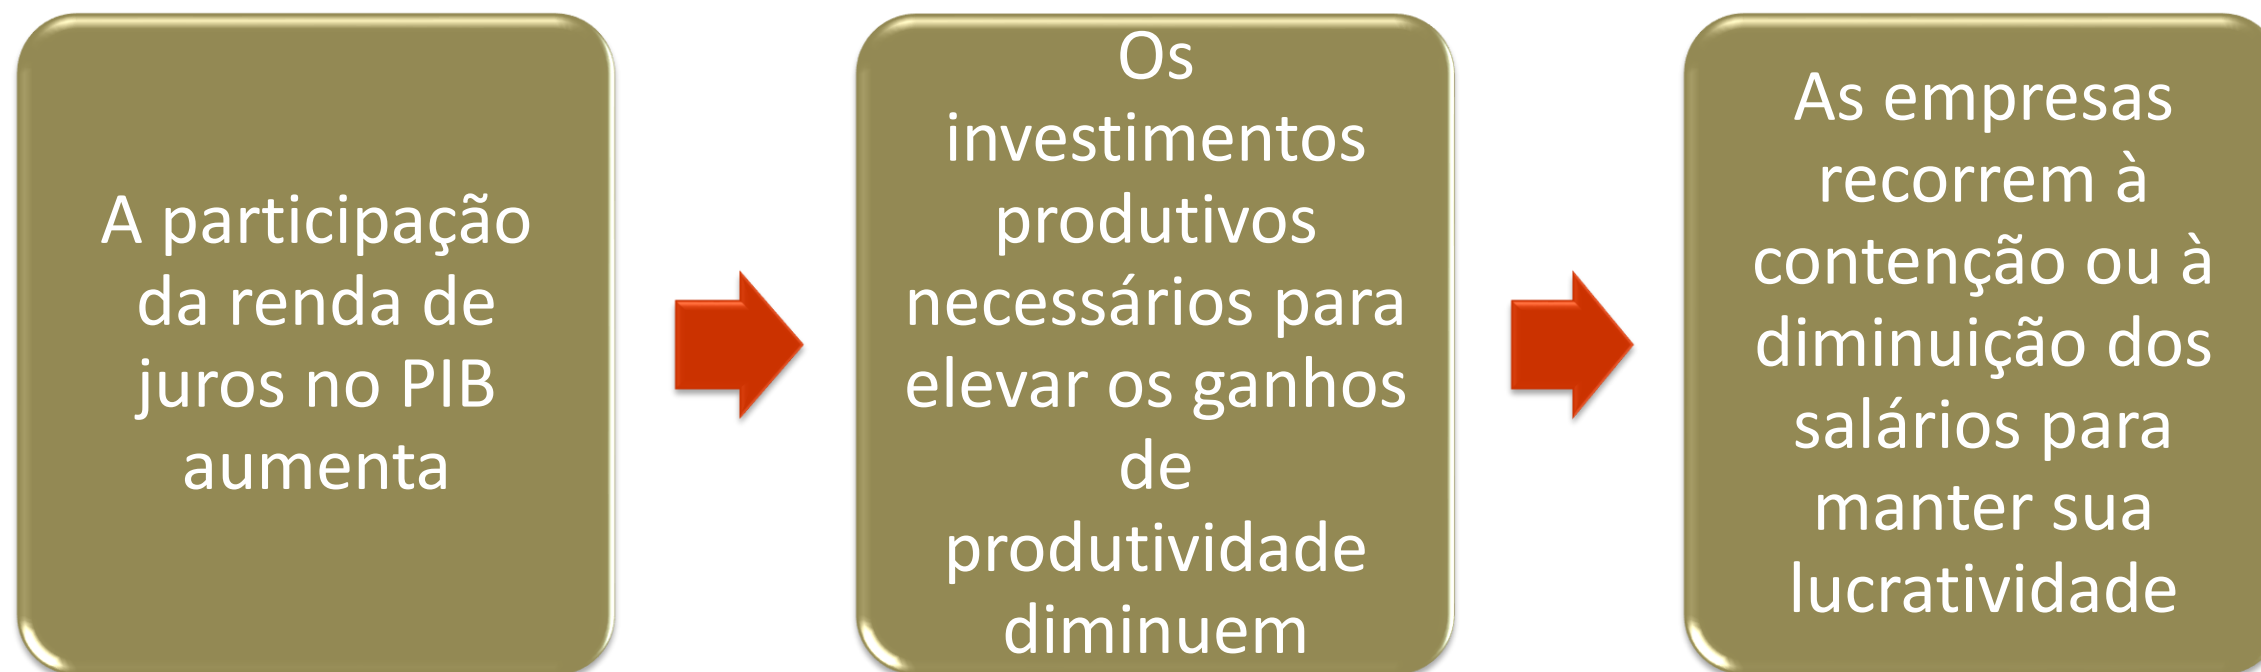 A participação
da renda de
juros no PIB
aumenta
Os
investimentos
produtivos
necessários para
elevar os ganhos
de
produtividade
diminuem
As empresas
recorrem à
contenção ou à
diminuição dos
salários para
manter sua
lucratividade